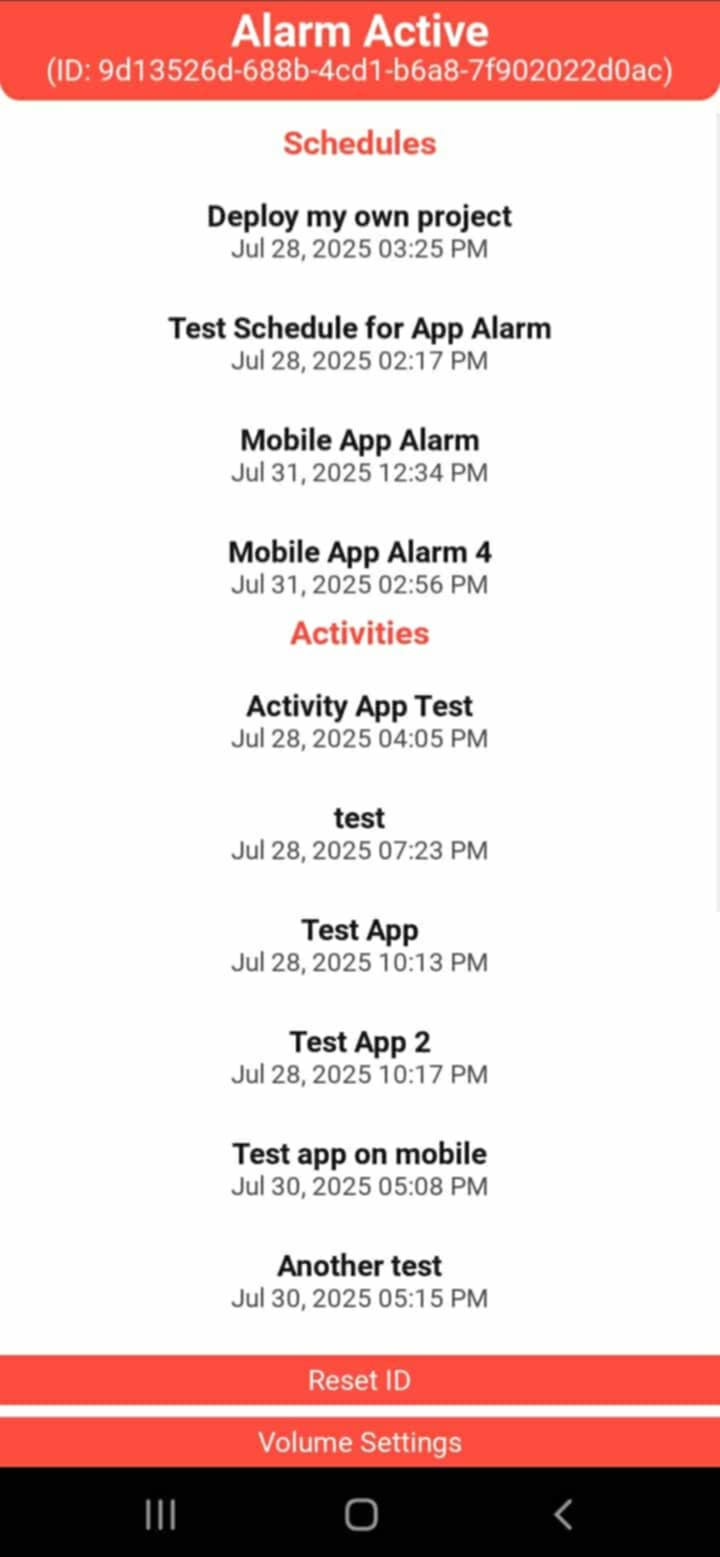 Alarm Active
(ID: 9d13526d-688b-4cd1-b6a8-7f902022d0ac)
Schedules
Deploy my own project
Jul 28, 2025 03:25 PM
Test Schedule for App Alarm
Jul 28, 2025 02:17 PM
Mobile App Alarm
Jul 31, 2025 12:34 PM
Mobile App Alarm 4
Jul 31, 2025 02:56 PM
Activities
Activity App Test
Jul 28, 2025 04:05 PM
test
Jul 28, 2025 07:23 PM
Test App
Jul 28, 2025 10:13 PM
Test App 2
Jul 28, 2025 10:17 PM
Test app on mobile
Jul 30, 2025 05:08 PM
Another test
Jul 30, 2025 05:15 PM
Reset ID
Volume Settings